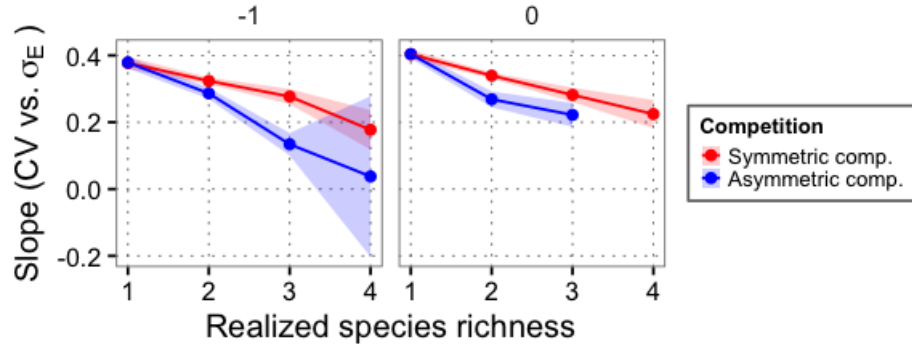 -1
0
Slope (CV vs. σE)
0.4
0.2
0.0
-0.2
1 2 3 4
1 2 3 4
Realized species richness
Competition
Symmetric comp.
Asymmetric comp.